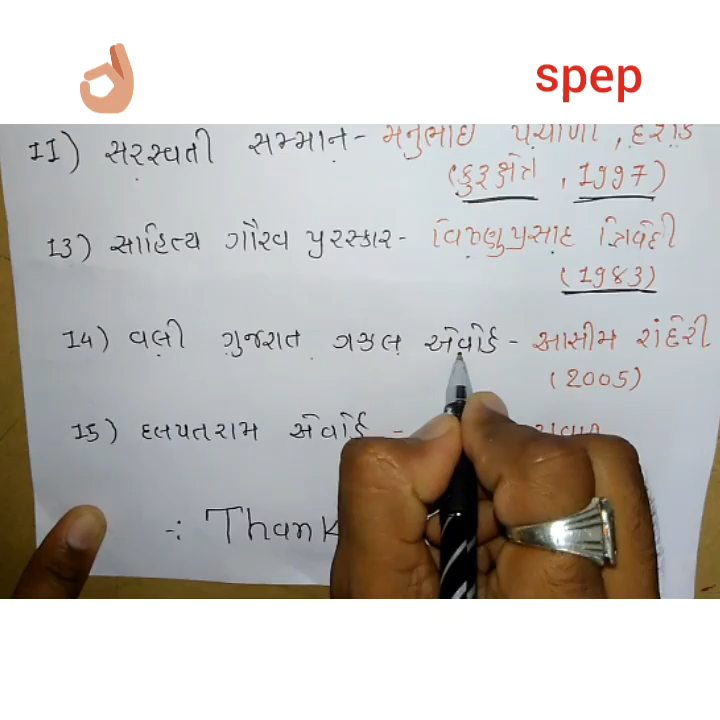 spep
11) સરસ્વતી સમ્માન - મનુભાઇ પંચોળી , દર્શક
(કુરુક્ષેત્ર , 1997)
13) સાહિત્ય ગૌરવ પુરસ્કાર - વિષ્ણુપ્રસાદ ત્રિવેદી
(1983)
14) વલી ગુજરાત ગઝલ એવોર્ડ - આસીમ રાંદેરી
(2005)
15) દલપતરામ એવોર્ડ -
-: Thank